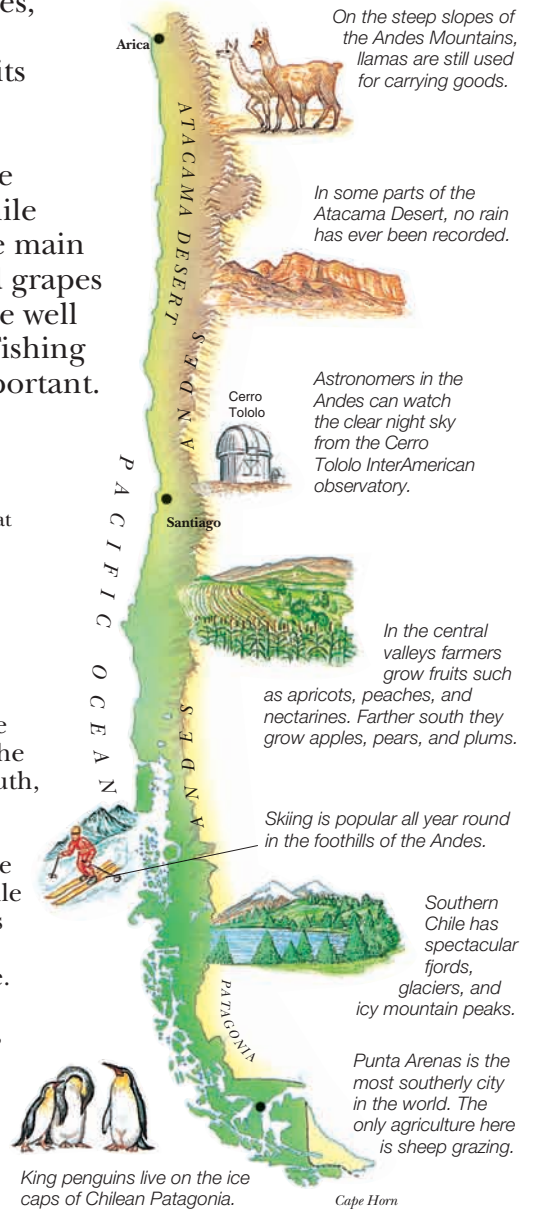 es,
its
e
ile
e main
l grapes
e well
Fishing
portant.
at
e
he
uth,
e
le
s
e.
Arica
On the steep slopes of
the Andes Mountains,
llamas are still used
for carrying goods.
ATACAMA DESERT
In some parts of the
Atacama Desert, no rain
has ever been recorded.
ANDES
Cerro
Tololo
Astronomers in the
Andes can watch
the clear night sky
from the Cerro
Tololo InterAmerican
observatory.
PACIFIC OCEAN
Santiago
In the central
valleys farmers
grow fruits such
as apricots, peaches, and
nectarines. Farther south they
grow apples, pears, and plums.
ANDES
Skiing is popular all year round
in the foothills of the Andes.
Southern
Chile has
spectacular
fjords,
glaciers, and
icy mountain peaks.
PATAGONIA
Punta Arenas is the
most southerly city
in the world. The
only agriculture here
is sheep grazing.
King penguins live on the ice
caps of Chilean Patagonia.
Cape Horn